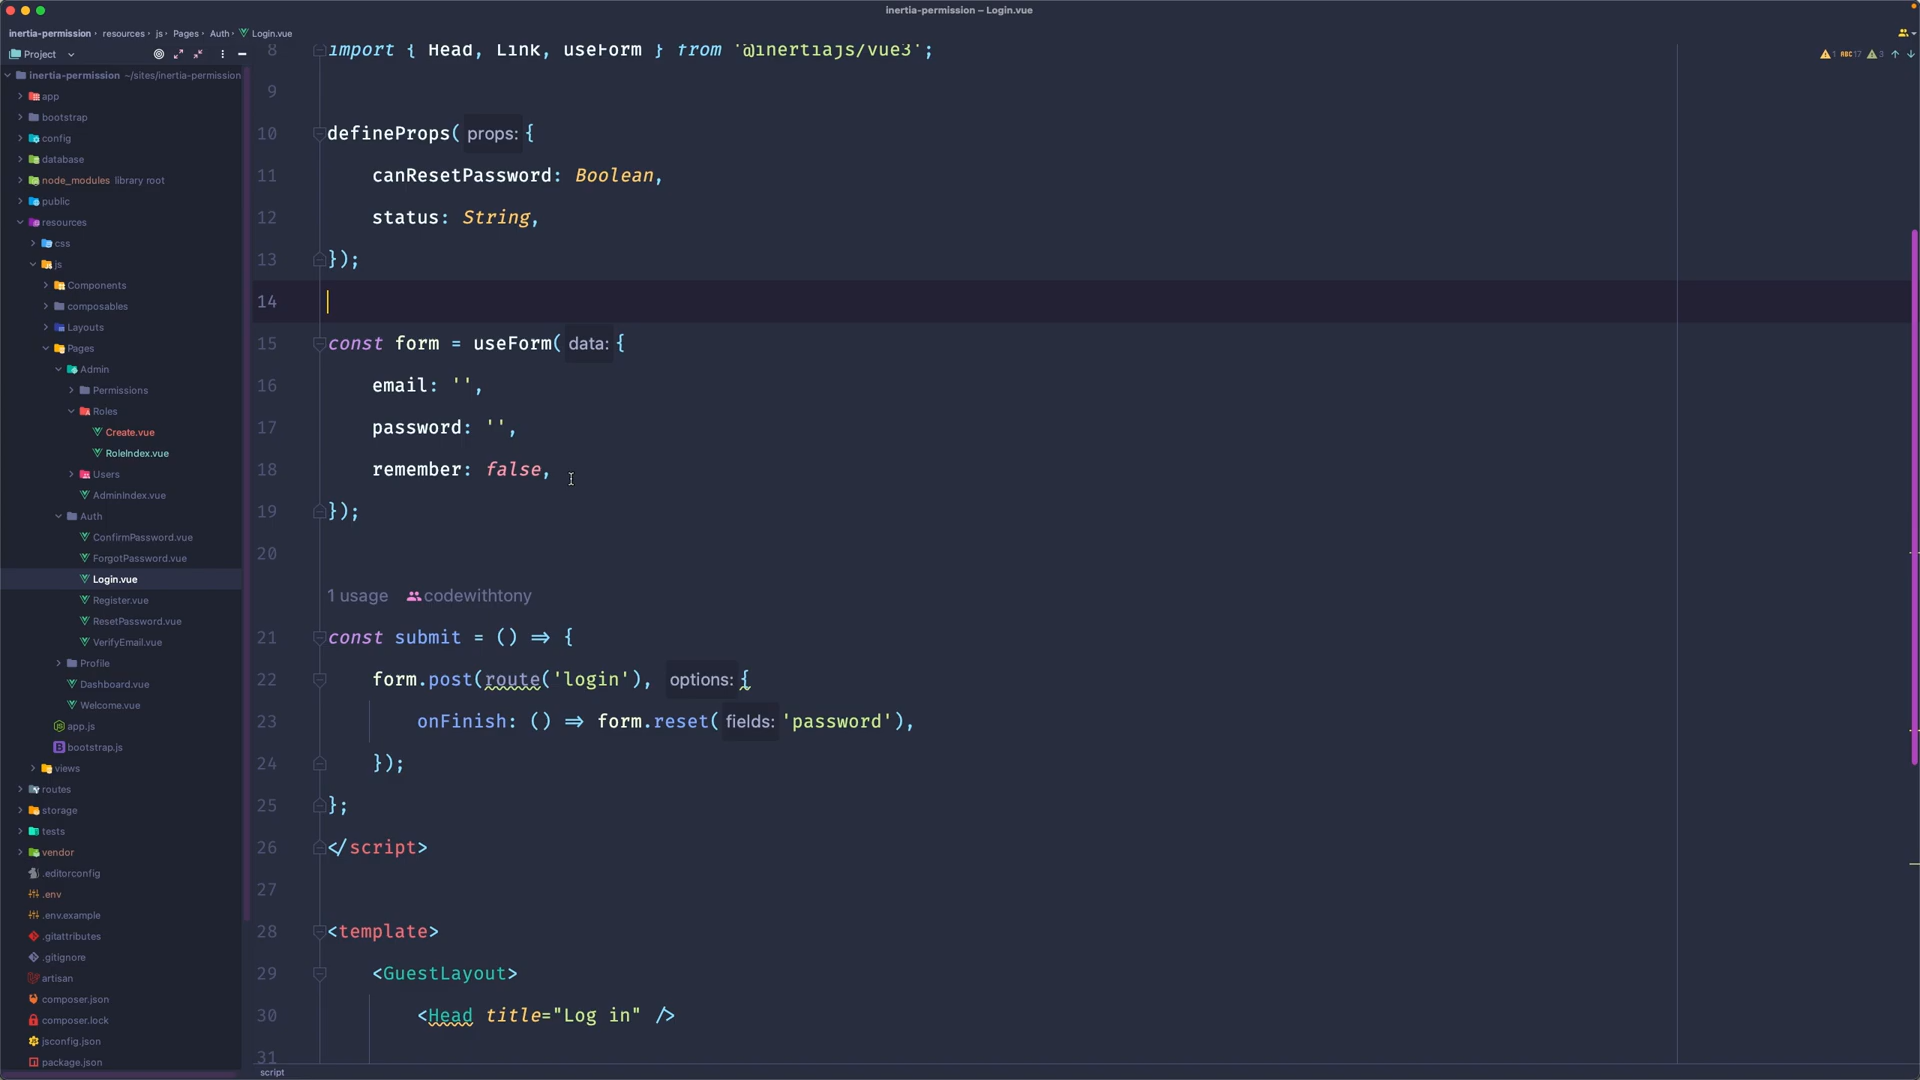 inertia-permission – Login.vue
inertia-permission › resources › js › Pages › Auth › Login.vue
Project
1 ABC 17 3
inertia-permission ~/sites/inertia-permission
app
bootstrap
config
database
node_modules library root
public
resources
css
js
Components
composables
Layouts
Pages
Admin
Permissions
Roles
Create.vue
RoleIndex.vue
Users
AdminIndex.vue
Auth
ConfirmPassword.vue
ForgotPassword.vue
Login.vue
Register.vue
ResetPassword.vue
VerifyEmail.vue
Profile
Dashboard.vue
Welcome.vue
app.js
bootstrap.js
views
routes
storage
tests
vendor
.editorconfig
.env
.env.example
.gitattributes
.gitignore
artisan
composer.json
composer.lock
jsconfig.json
package.json
8 import { Head, Link, useForm } from '@inertiajs/vue3';
9
10 defineProps( props: {
11 canResetPassword: Boolean,
12 status: String,
13 });
14
15 const form = useForm( data: {
16 email: '',
17 password: '',
18 remember: false,
19 });
20
1 usage codewithtony
21 const submit = () => {
22 form.post(route('login'), options: {
23 onFinish: () => form.reset( fields: 'password'),
24 });
25 };
26 </script>
27
28 <template>
29 <GuestLayout>
30 <Head title="Log in" />
31
script